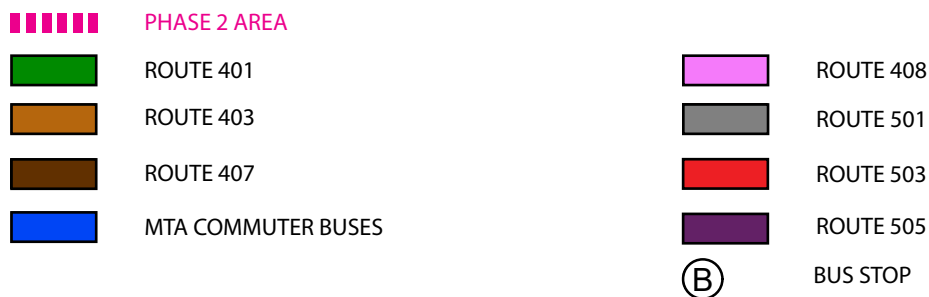 PHASE 2 AREA
ROUTE 401
ROUTE 403
ROUTE 407
MTA COMMUTER BUSES
ROUTE 408
ROUTE 501
ROUTE 503
ROUTE 505
B BUS STOP